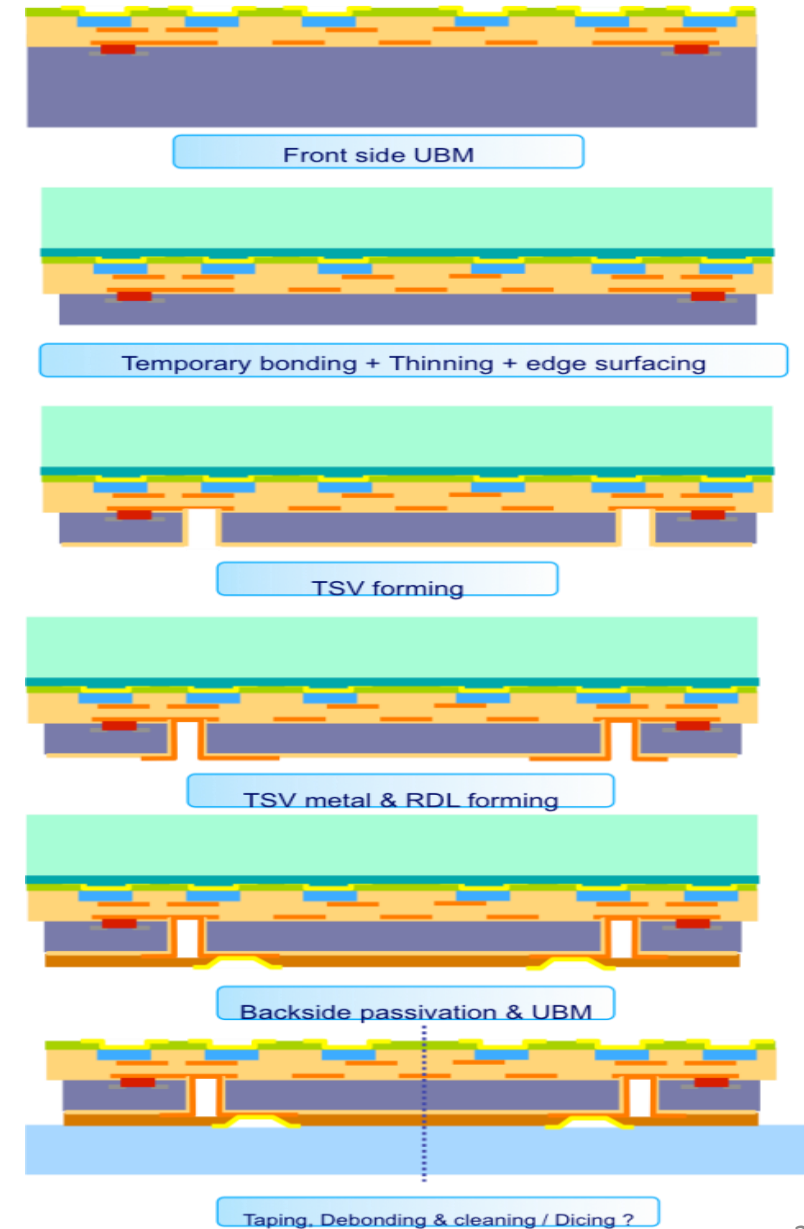 Front side UBM
Temporary bonding + Thinning + edge surfacing
TSV forming
TSV metal & RDL forming
Backside passivation & UBM
Taping, Debonding & cleaning / Dicing ?